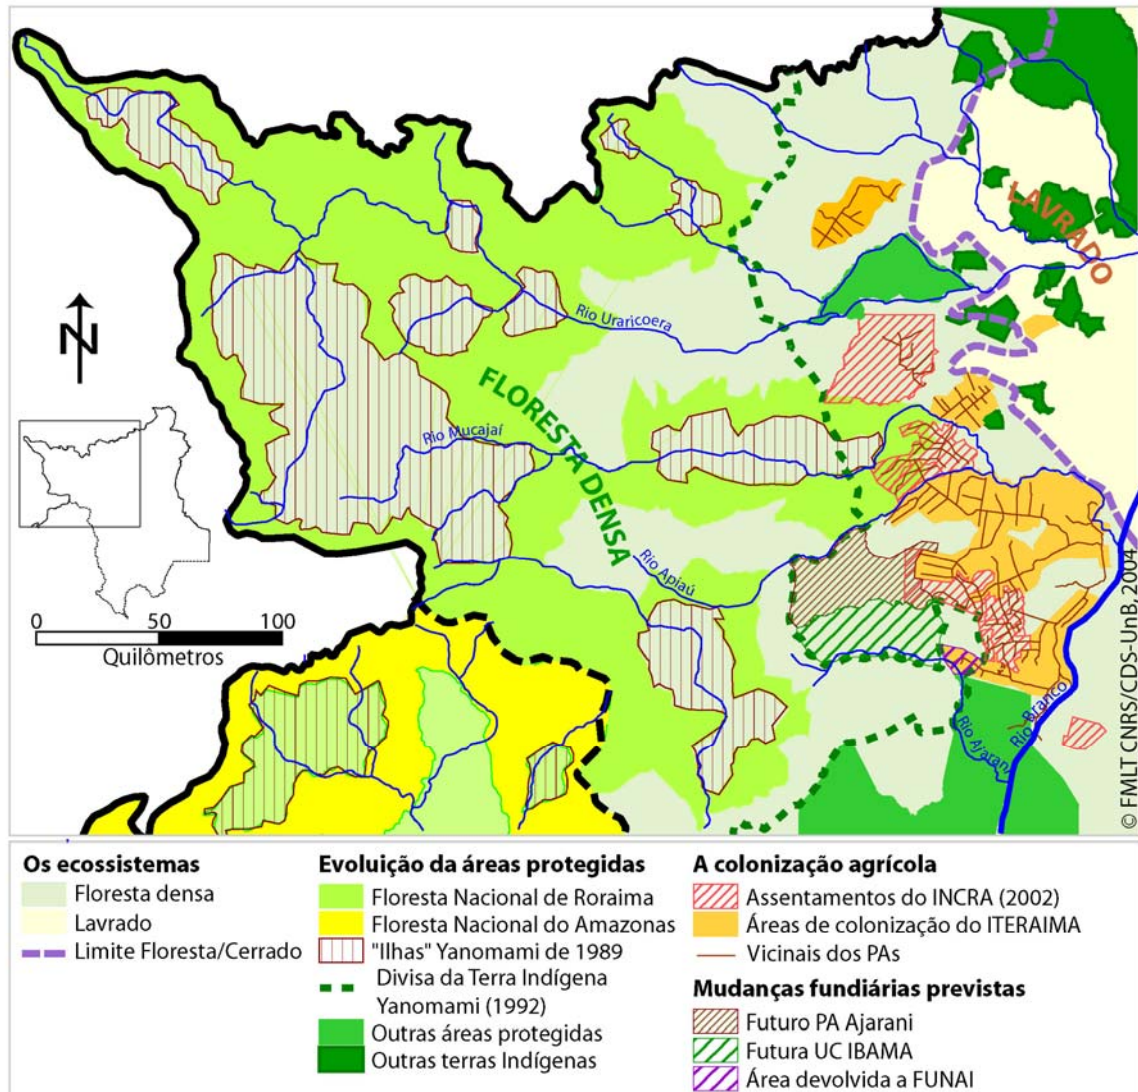 LAVRADO
Rio Uraricoera
FLORESTA DENSA
Rio Mucajaí
Rio Apiaú
Rio Branco
Rio Ajarani
N
0 50 100
Quilômetros
© FMLT CNRS/CDS-UnB, 2004
Os ecossistemas
Floresta densa
Lavrado
Limite Floresta/Cerrado
Evoluição da áreas protegidas
Floresta Nacional de Roraima
Floresta Nacional do Amazonas
"Ilhas" Yanomami de 1989
Divisa da Terra Indígena
Yanomami (1992)
Outras áreas protegidas
Outras terras Indígenas
A colonização agrícola
Assentamentos do INCRA (2002)
Áreas de colonização do ITERAIMA
Vicinais dos PAs
Mudanças fundiárias previstas
Futuro PA Ajarani
Futura UC IBAMA
Área devolvida a FUNAI